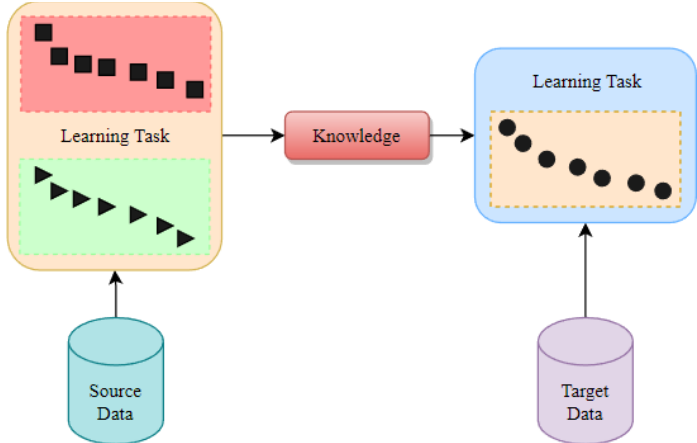 Learning Task
Knowledge
Learning Task
Source
Data
Target
Data